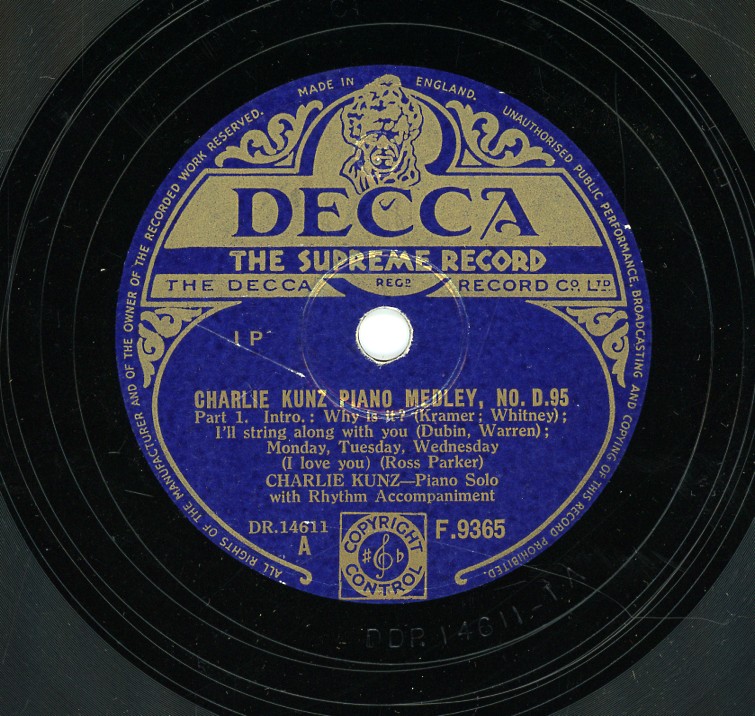 MADE IN ENGLAND.
UNAUTHORISED PUBLIC PERFORMANCE, BROADCASTING AND COPYING OF THIS RECORD PROHIBITED.
ALL RIGHTS OF THE MANUFACTURER AND OF THE OWNER OF THE RECORDED WORK RESERVED.
DECCA
THE SUPREME RECORD
THE DECCA REGD RECORD CO. LTD
1 P
CHARLIE KUNZ PIANO MEDLEY, NO. D.95
Part 1. Intro.: Why is it? (Kramer; Whitney);
I'll string along with you (Dubin, Warren);
Monday, Tuesday, Wednesday
(I love you) (Ross Parker)
CHARLIE KUNZ—Piano Solo
with Rhythm Accompaniment
DR.14611
A
COPYRIGHT
CONTROL
F.9365
DDR 14611-1A